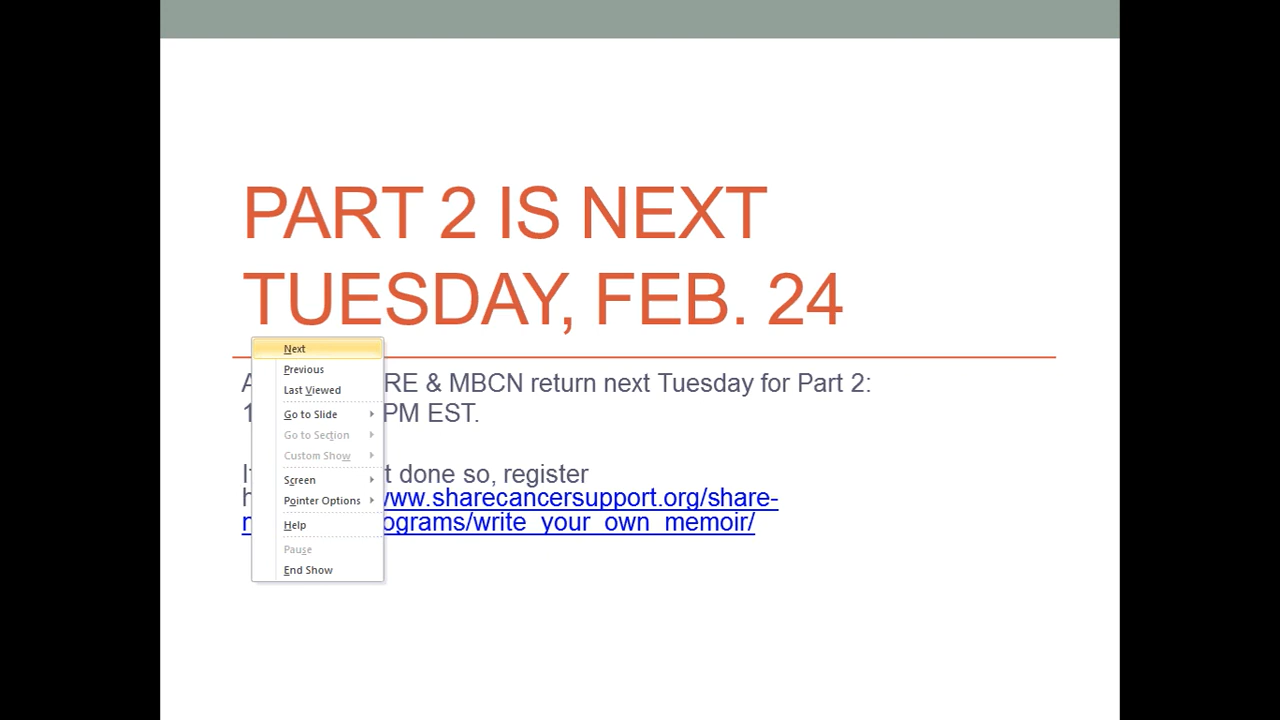 PART 2 IS NEXT
TUESDAY, FEB. 24
Next
Previous
Last Viewed
Go to Slide
Go to Section
Custom Show
Screen
Pointer Options
Help
Pause
End Show
& MBCN return next Tuesday for Part 2:
PM EST.
done so, register
www.sharecancersupport.org/share-
write_your_own_memoir/